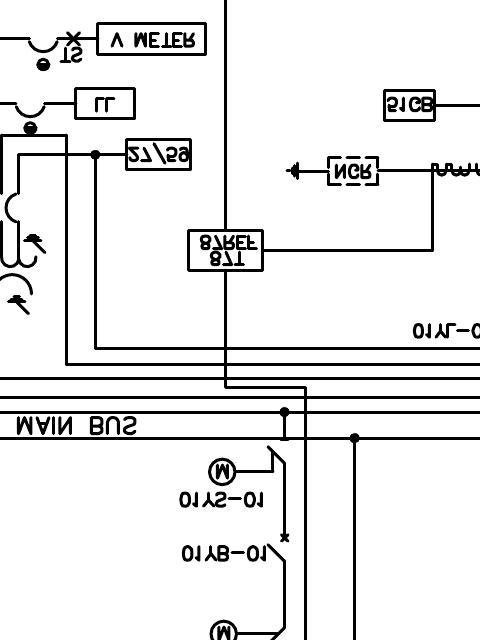 V METER
TS
LL
51GB
27/59
NGR
87REF
87T
01YL-0
MAIN BUS
M
01YS-01
01YB-01
M